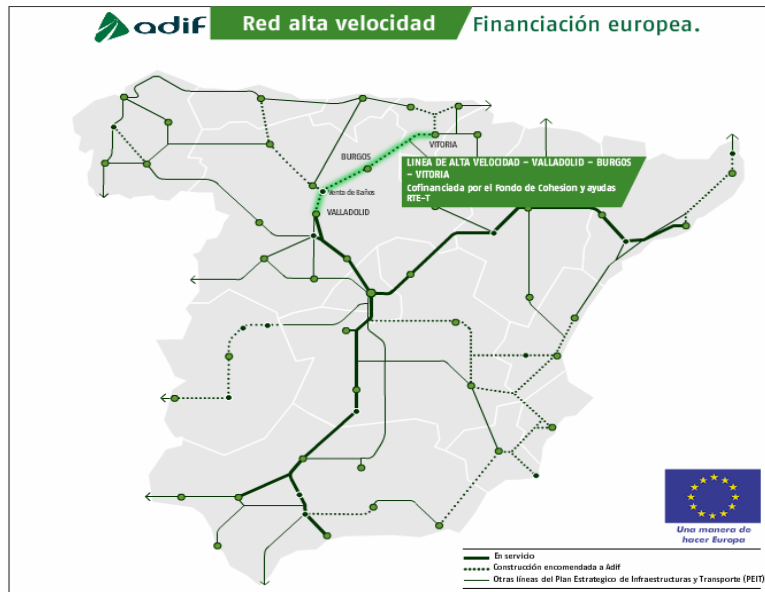 adif
Red alta velocidad
Financiación europea.
VITORIA
BURGOS
LINEA DE ALTA VELOCIDAD – VALLADOLID – BURGOS
– VITORIA
Cofinanciada por el Fondo de Cohesion y ayudas
RTE–T
Venta de Baños
VALLADOLID
Una manera de
hacer Europa
En servicio
Construcción encomendada a Adif
Otras líneas del Plan Estrategico de Infraestructuras y Transporte (PEIT)